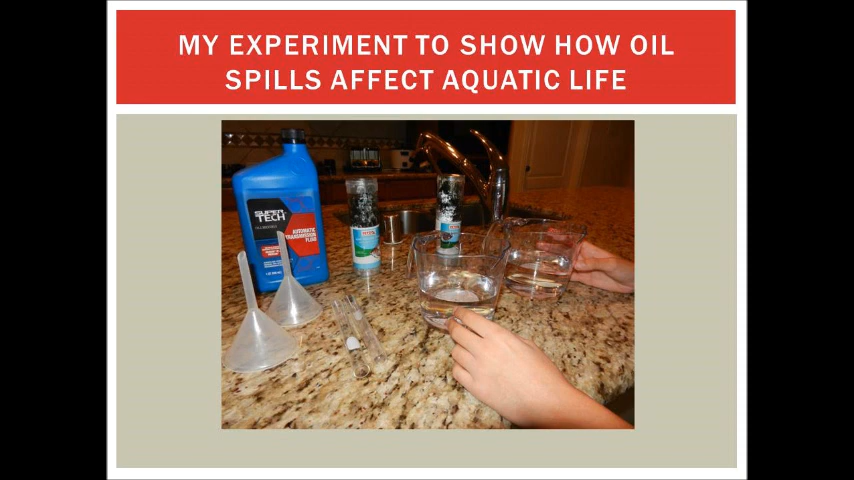 MY EXPERIMENT TO SHOW HOW OIL
SPILLS AFFECT AQUATIC LIFE
SUPER
TECH
AUTOMATIC
TRANSMISSION
FLUID